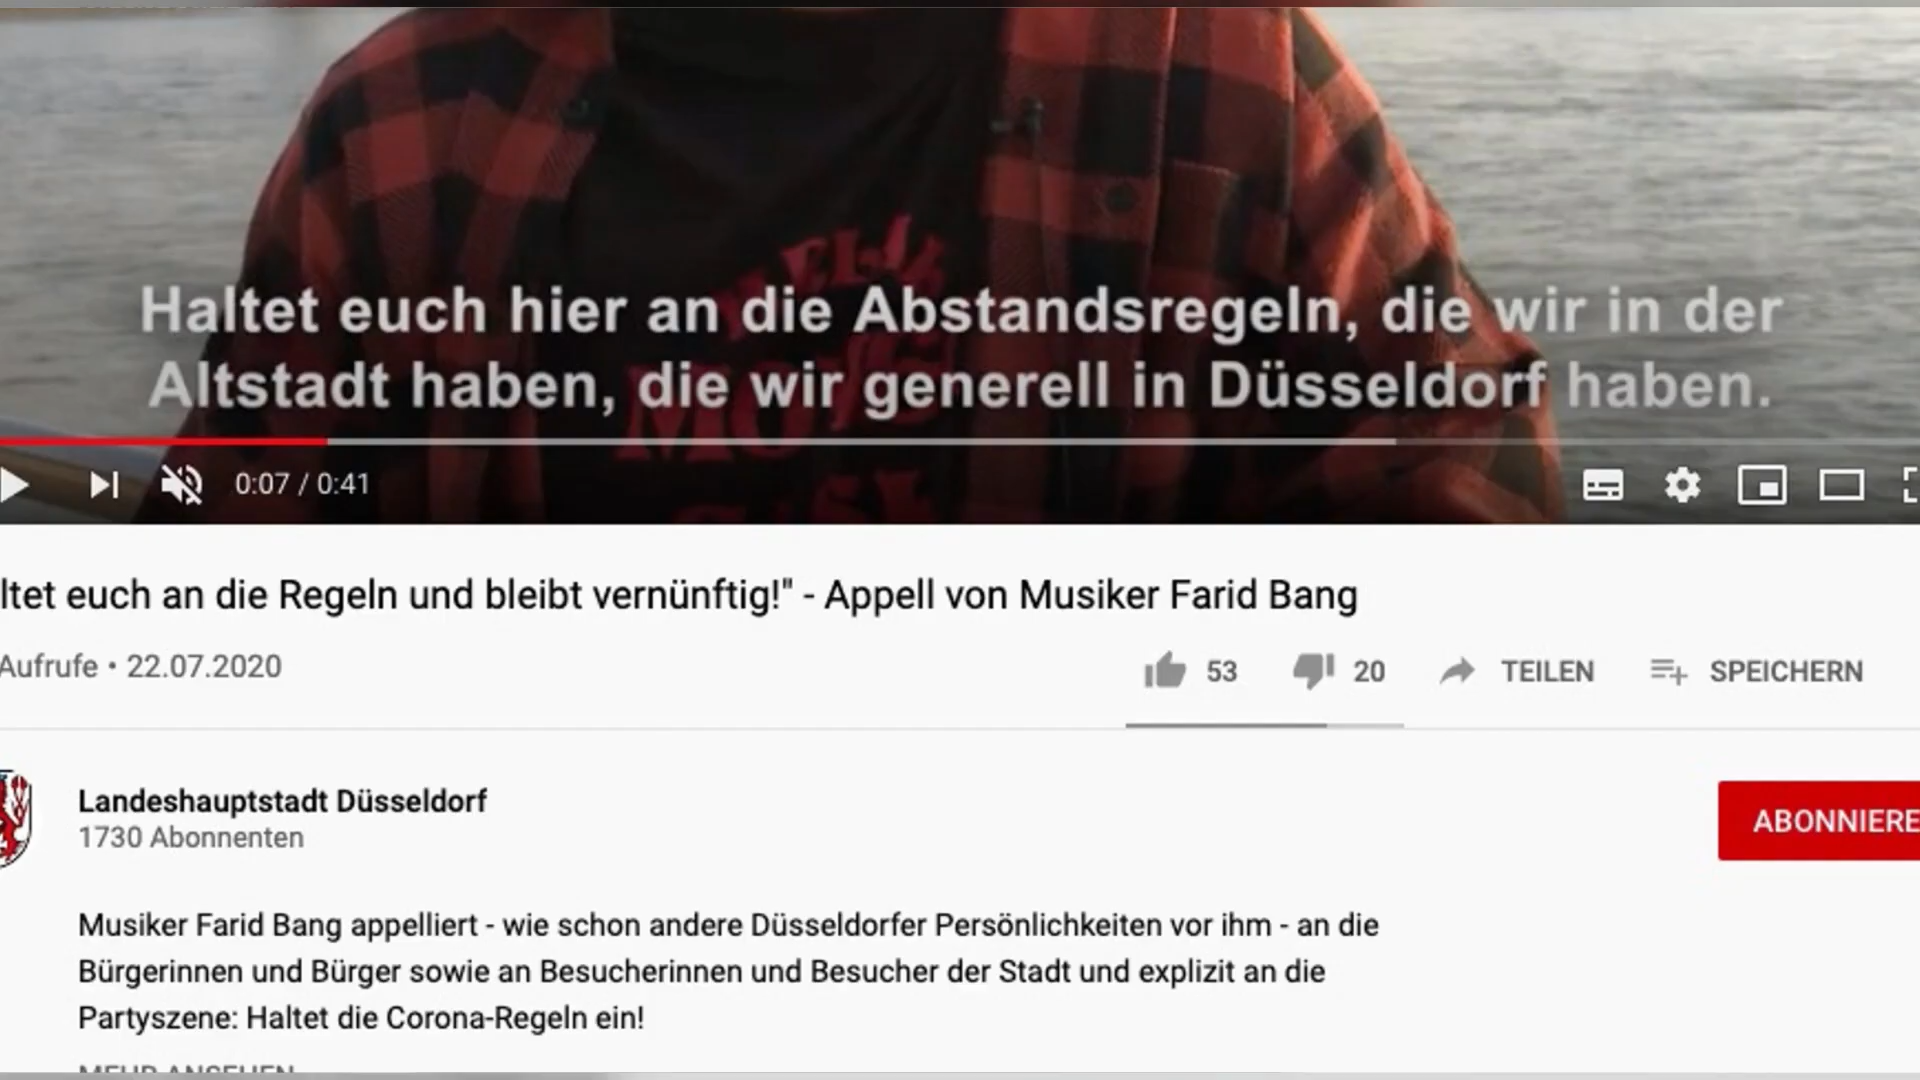 Haltet euch hier an die Abstandsregeln, die wir in der
Altstadt haben, die wir generell in Düsseldorf haben.
0:07 / 0:41
ltet euch an die Regeln und bleibt vernünftig!" - Appell von Musiker Farid Bang
Aufrufe • 22.07.2020
53 20 TEILEN SPEICHERN
Landeshauptstadt Düsseldorf
1730 Abonnenten
ABONNIERE
Musiker Farid Bang appelliert - wie schon andere Düsseldorfer Persönlichkeiten vor ihm - an die
Bürgerinnen und Bürger sowie an Besucherinnen und Besucher der Stadt und explizit an die
Partyszene: Haltet die Corona-Regeln ein!
MEHR ANSEHEN